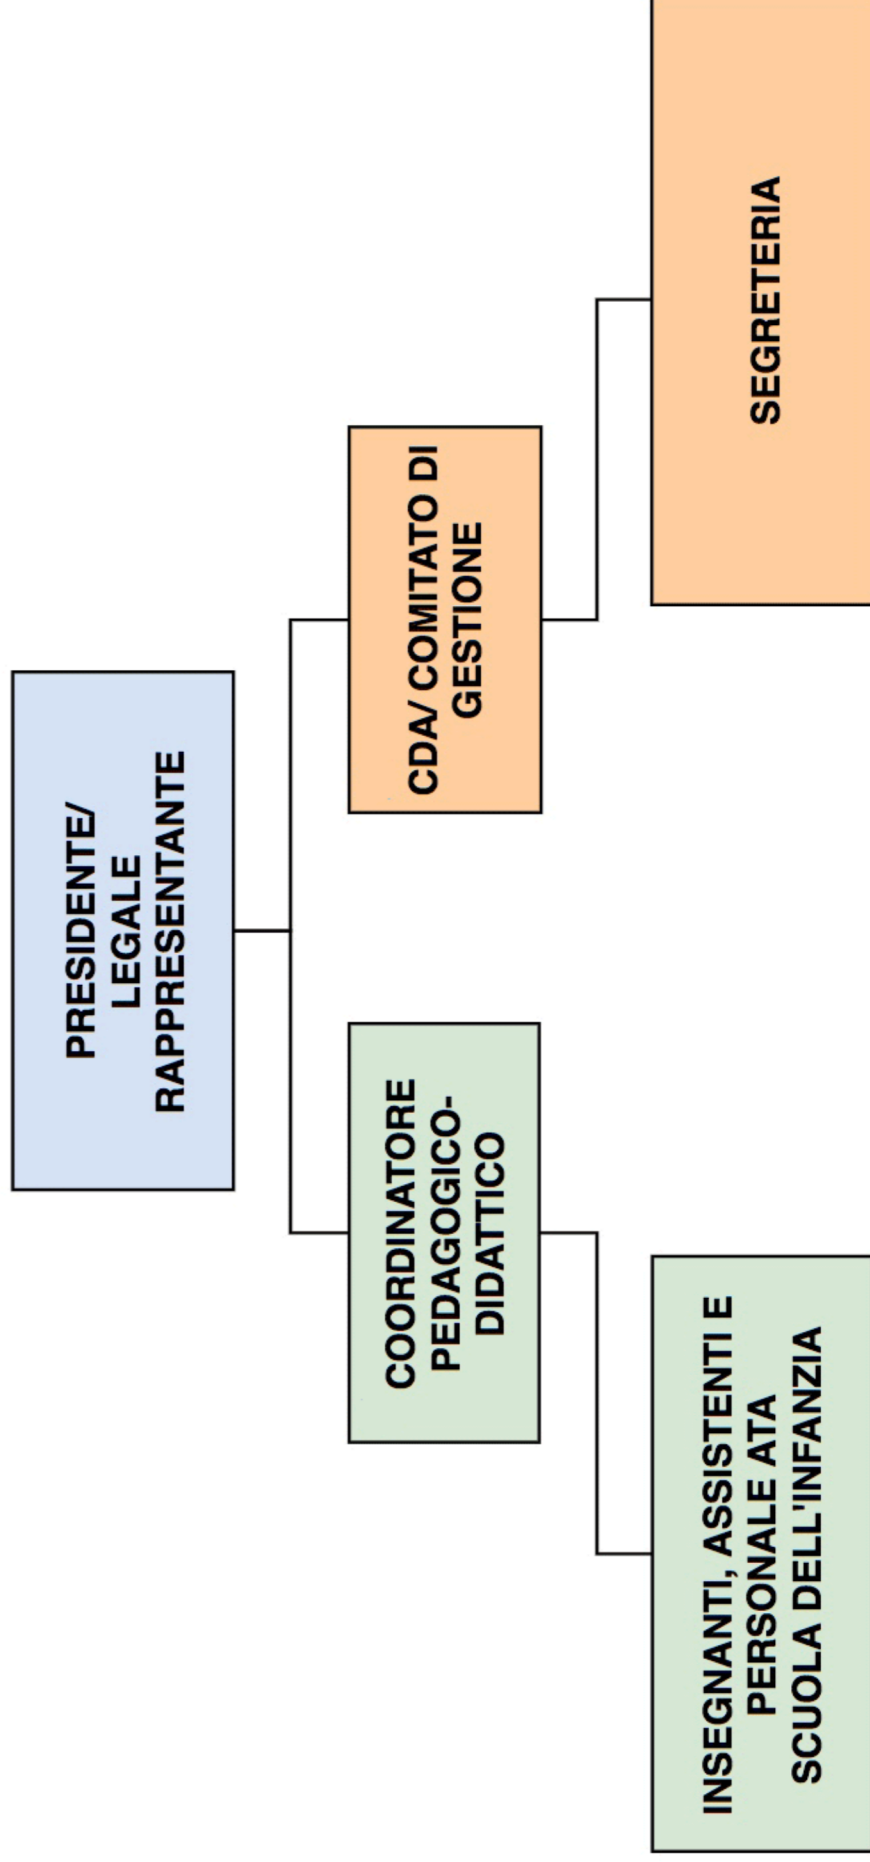 PRESIDENTE/
LEGALE
RAPPRESENTANTE
COORDINATORE
PEDAGOGICO-
DIDATTICO
CDA/ COMITATO DI
GESTIONE
INSEGNANTI, ASSISTENTI E
PERSONALE ATA
SCUOLA DELL'INFANZIA
SEGRETERIA